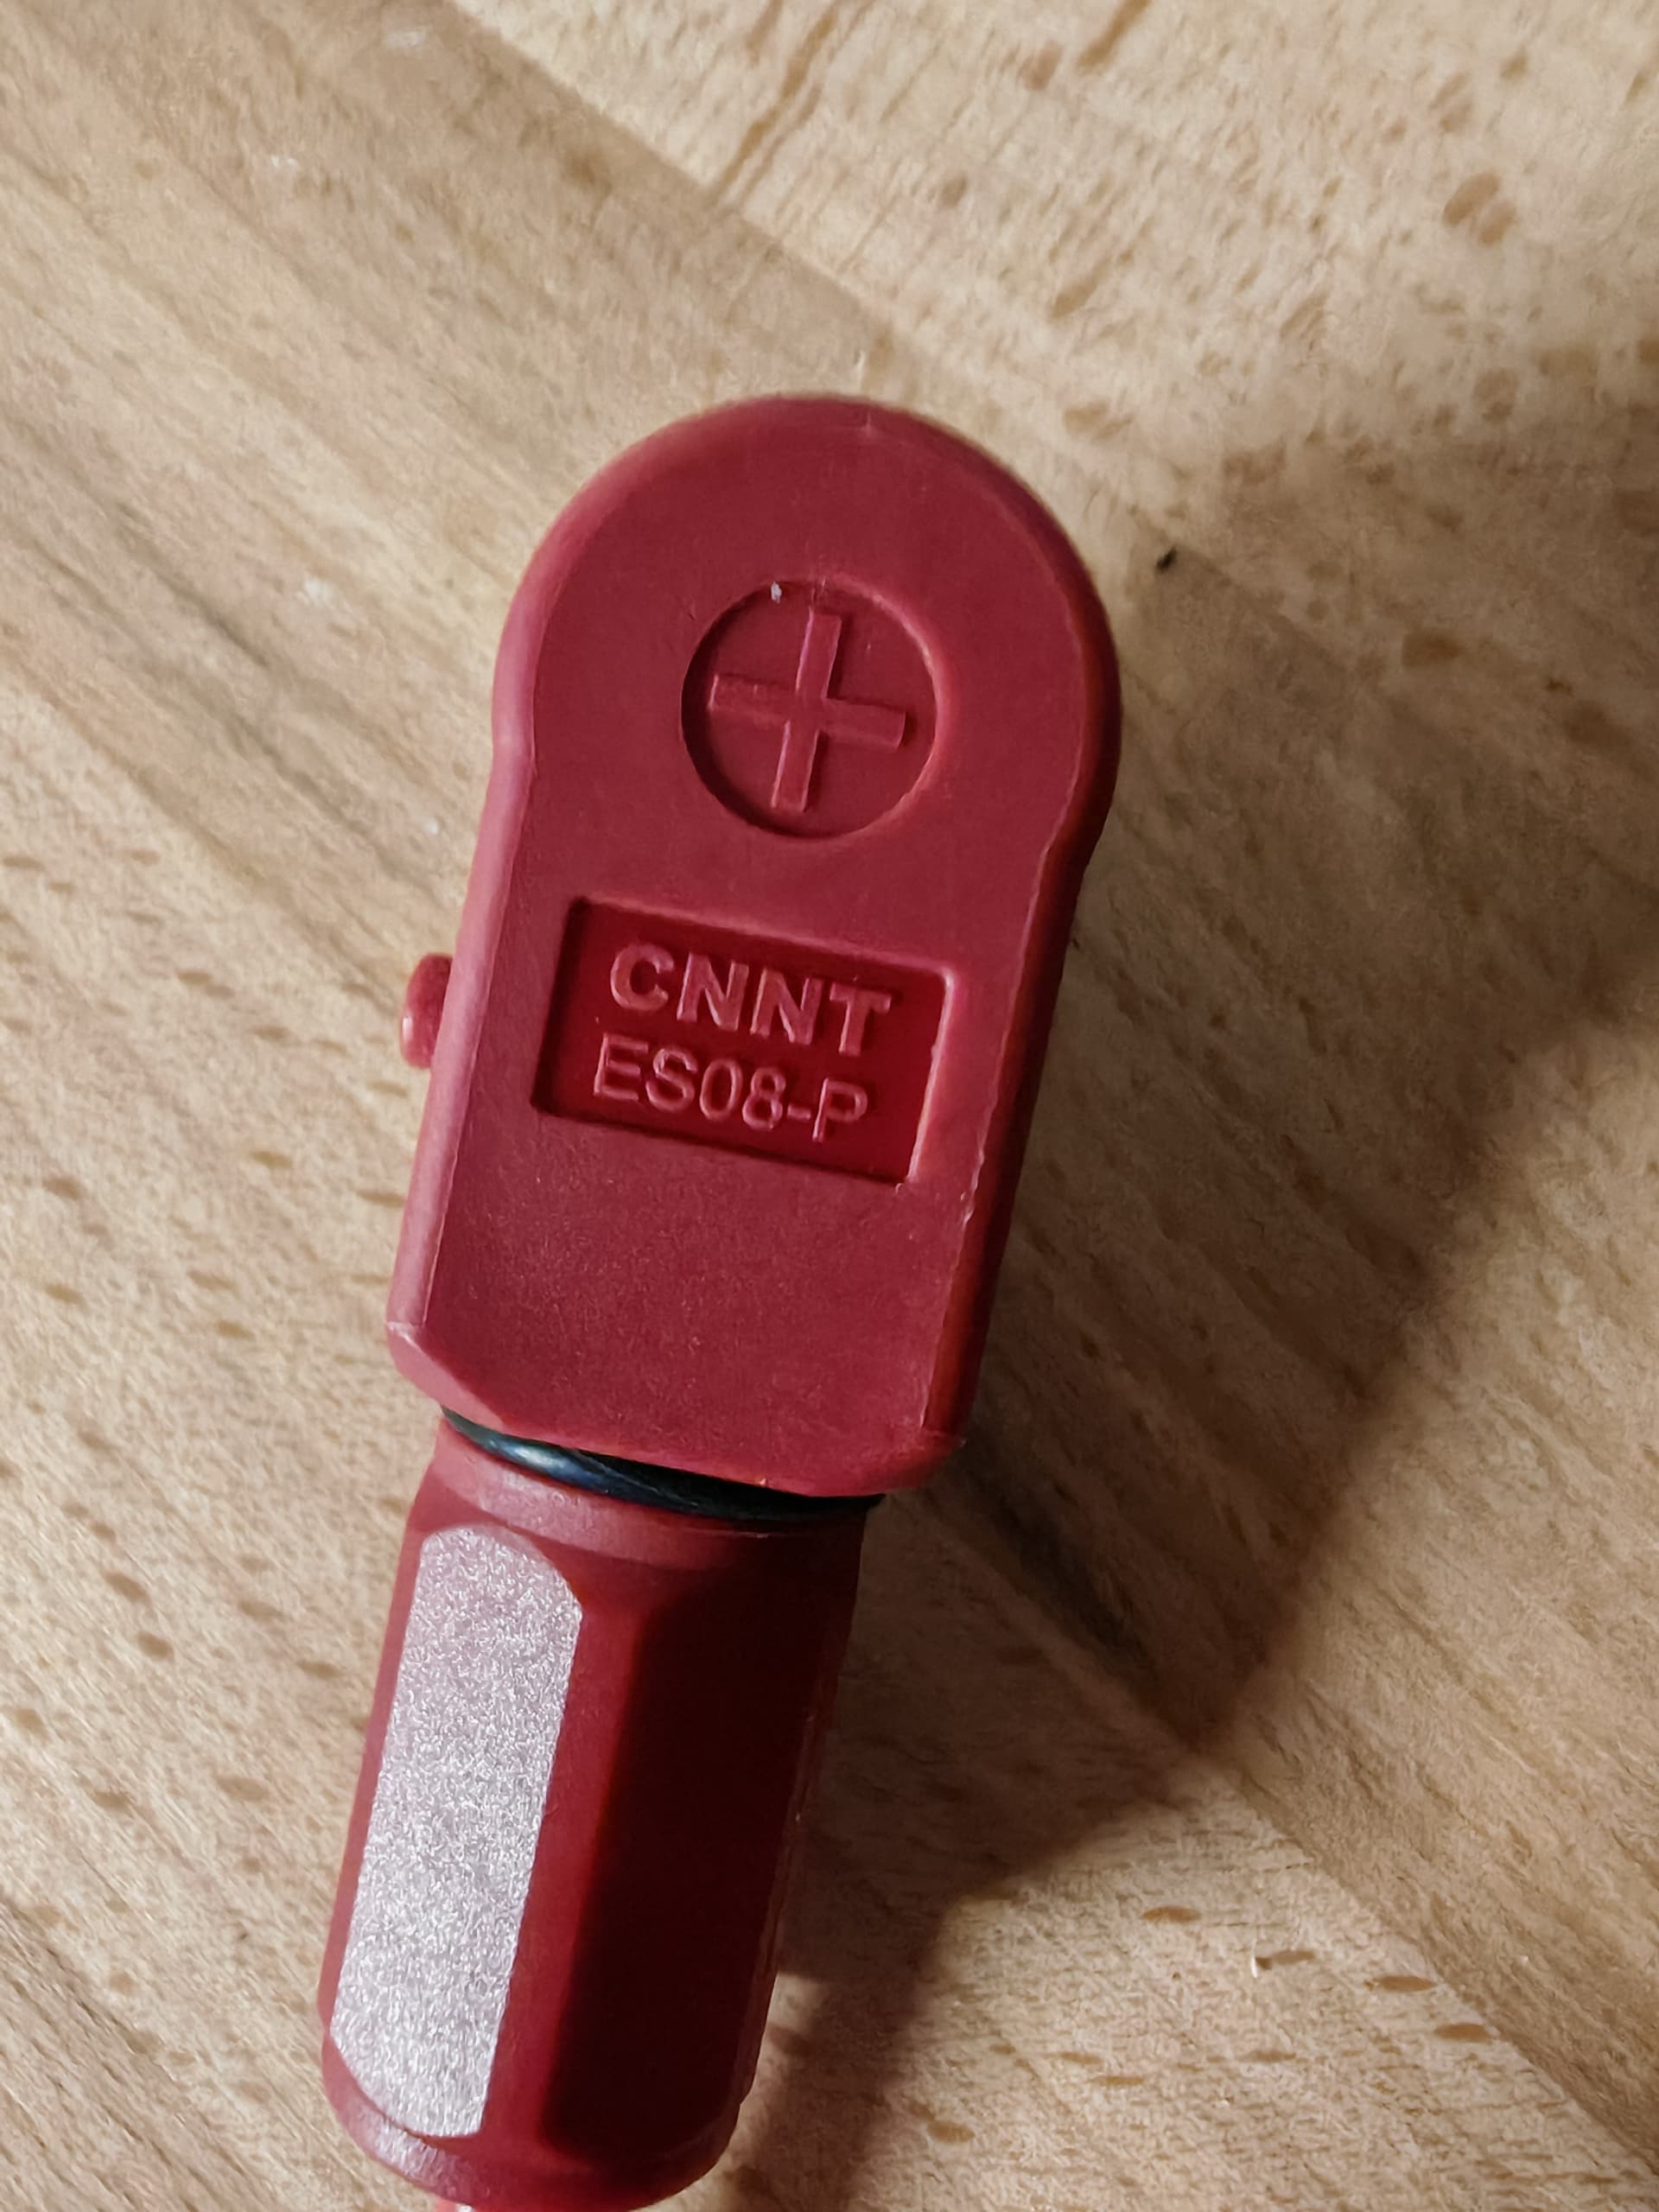 +
CNNT
ES08-P